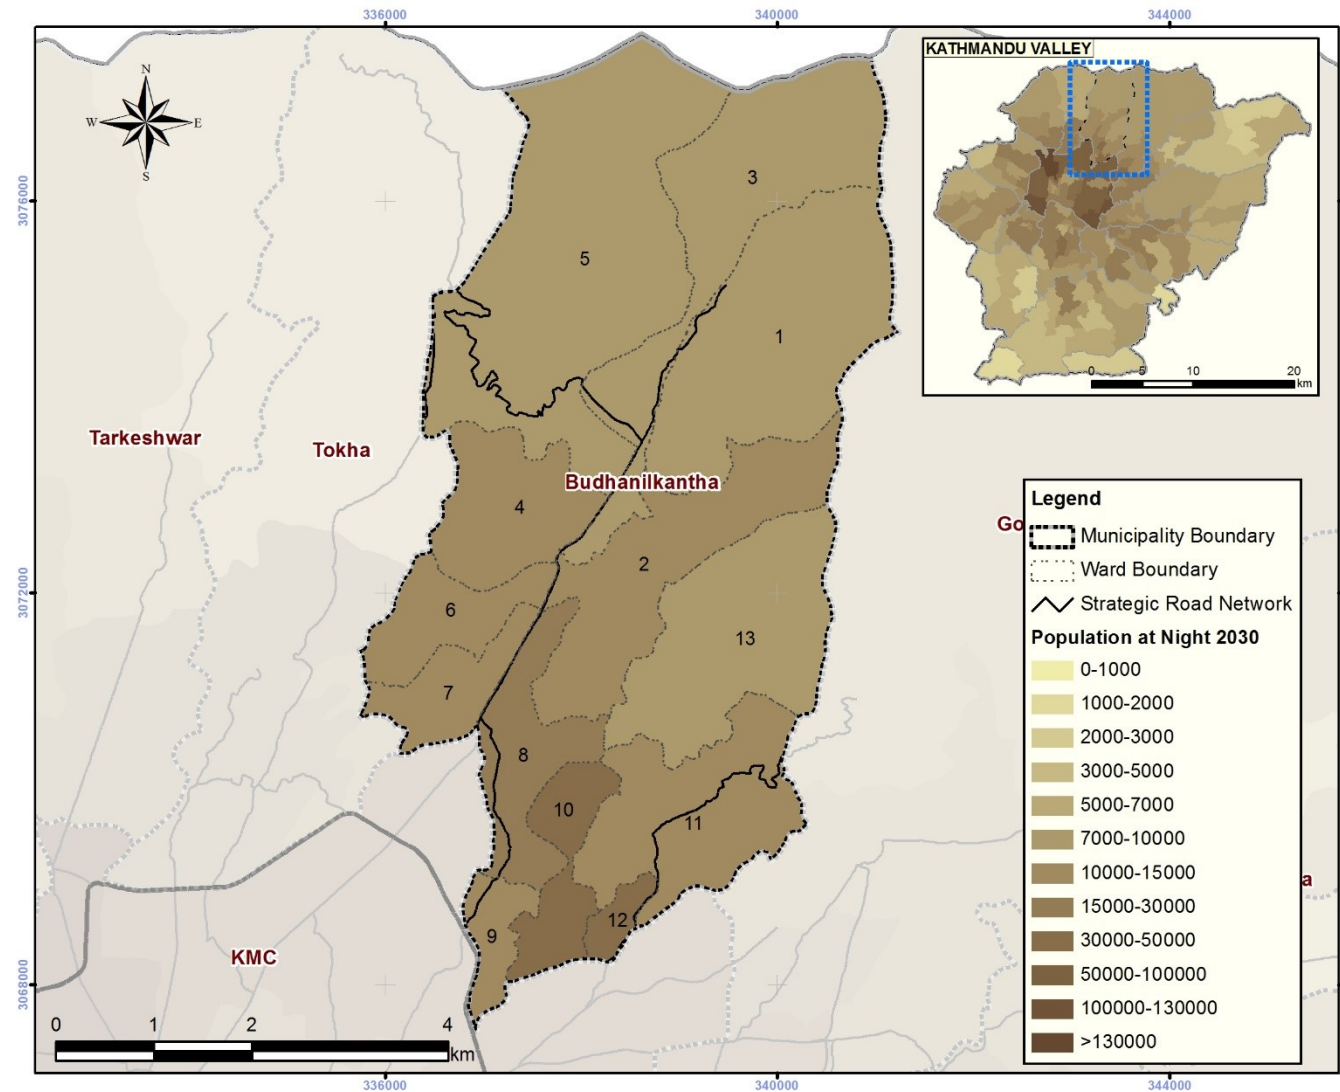 336000
340000
344000
KATHMANDU VALLEY
N
W
E
S
3
3076000
5
1
0
5
10
20
km
Tarkeshwar
Tokha
Budhanilkantha
4
Go
2
3072000
6
13
7
8
10
11
12
9
a
KMC
3068000
0
1
2
4
km
336000
340000
344000
Legend
Municipality Boundary
Ward Boundary
Strategic Road Network
Population at Night 2030
0-1000
1000-2000
2000-3000
3000-5000
5000-7000
7000-10000
10000-15000
15000-30000
30000-50000
50000-100000
100000-130000
>130000